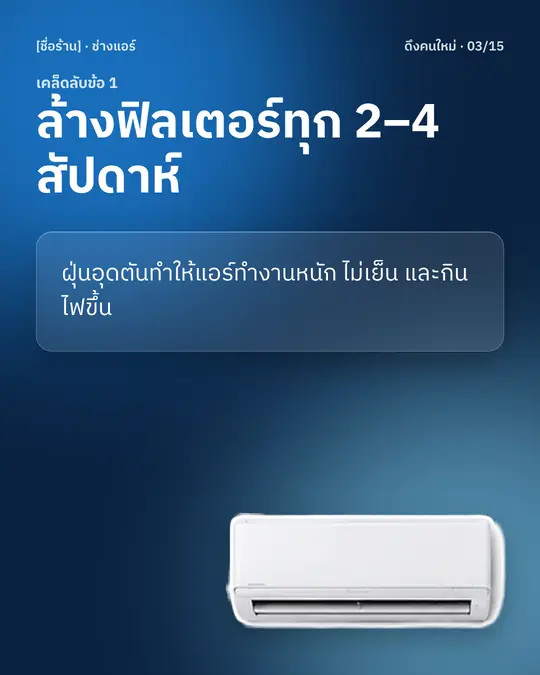 [ชื่อร้าน] · ช่างแอร์
ดึงคนใหม่ · 03/15
เคล็ดลับข้อ 1
ล้างฟิลเตอร์ทุก 2–4
สัปดาห์
ฝุ่นอุดตันทำให้แอร์ทำงานหนัก ไม่เย็น และกิน
ไฟขึ้น